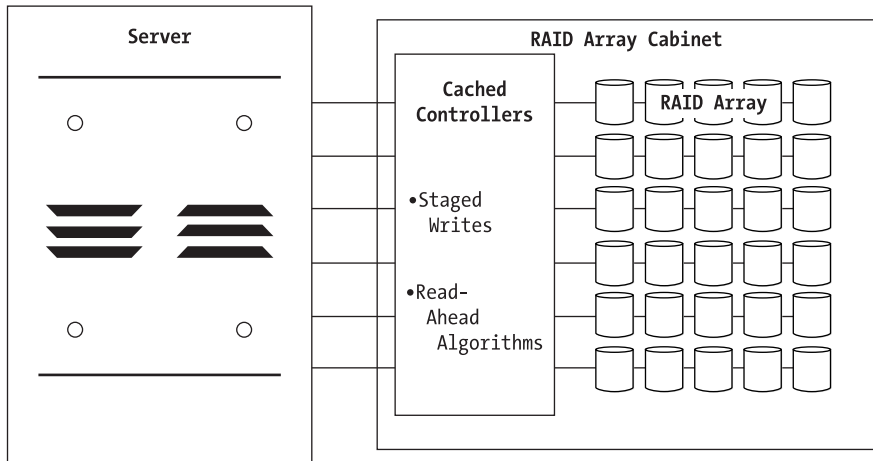 Server
RAID Array Cabinet
Cached
Controllers
RAID Array
•Staged
Writes
•Read-
Ahead
Algorithms